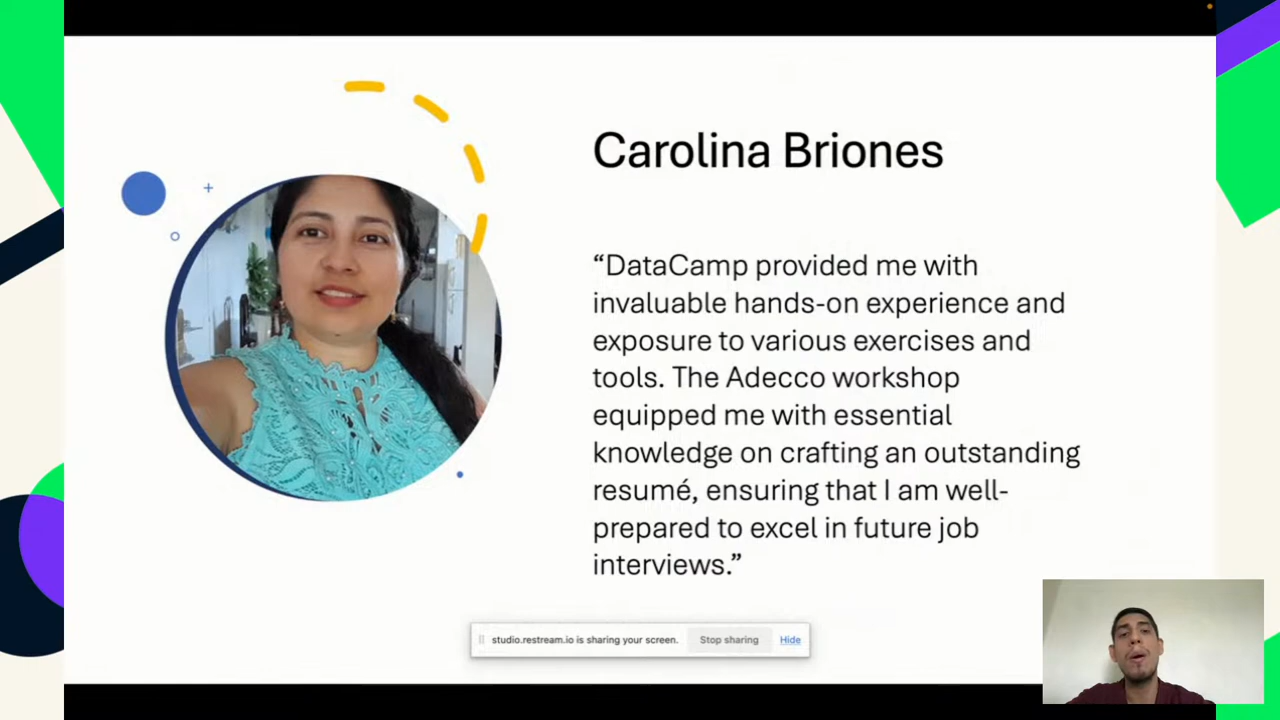 Carolina Briones
“DataCamp provided me with
invaluable hands-on experience and
exposure to various exercises and
tools. The Adecco workshop
equipped me with essential
knowledge on crafting an outstanding
resumé, ensuring that I am well-
prepared to excel in future job
interviews.”
studio.restream.io is sharing your screen. Stop sharing Hide